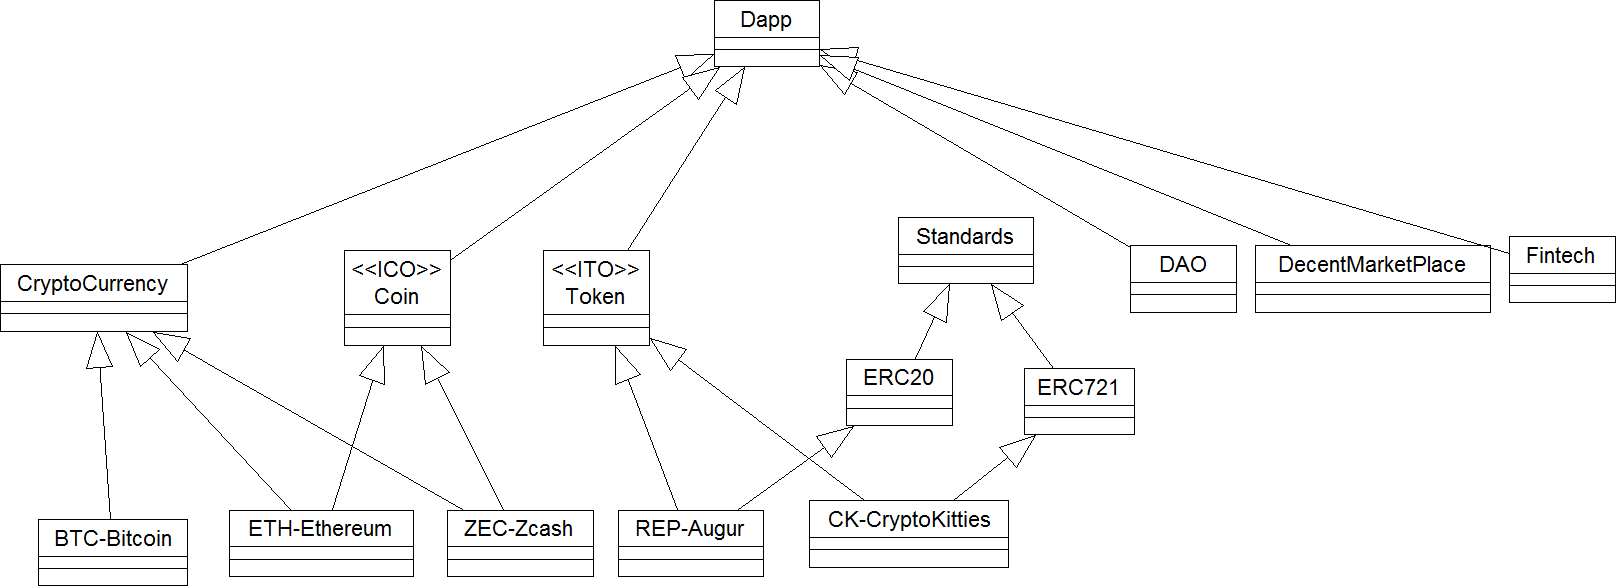 Dapp
Standards
CryptoCurrency
<<ICO>>
Coin
<<ITO>>
Token
DAO
DecentMarketPlace
Fintech
ERC20
ERC721
BTC-Bitcoin
ETH-Ethereum
ZEC-Zcash
REP-Augur
CK-CryptoKitties